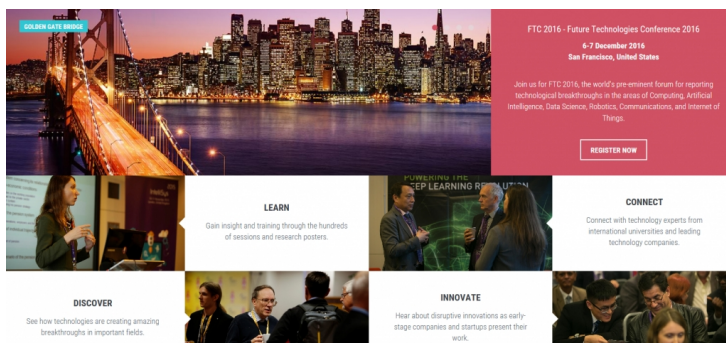 GOLDEN GATE BRIDGE
FTC 2016 - Future Technologies Conference 2016
6-7 December 2016
San Francisco, United States
Join us for FTC 2016, the world's pre-eminent forum for reporting
technological breakthroughs in the areas of Computing, Artificial
Intelligence, Data Science, Robotics, Communications, and Internet of
Things.
REGISTER NOW
POWERING THE
DEEP LEARNING REVOLUTION
LEARN
Gain insight and training through the hundreds
of sessions and research posters.
CONNECT
Connect with technology experts from
international universities and leading
technology companies.
DISCOVER
See how technologies are creating amazing
breakthroughs in important fields.
INNOVATE
Hear about disruptive innovations as early-
stage companies and startups present their
work.